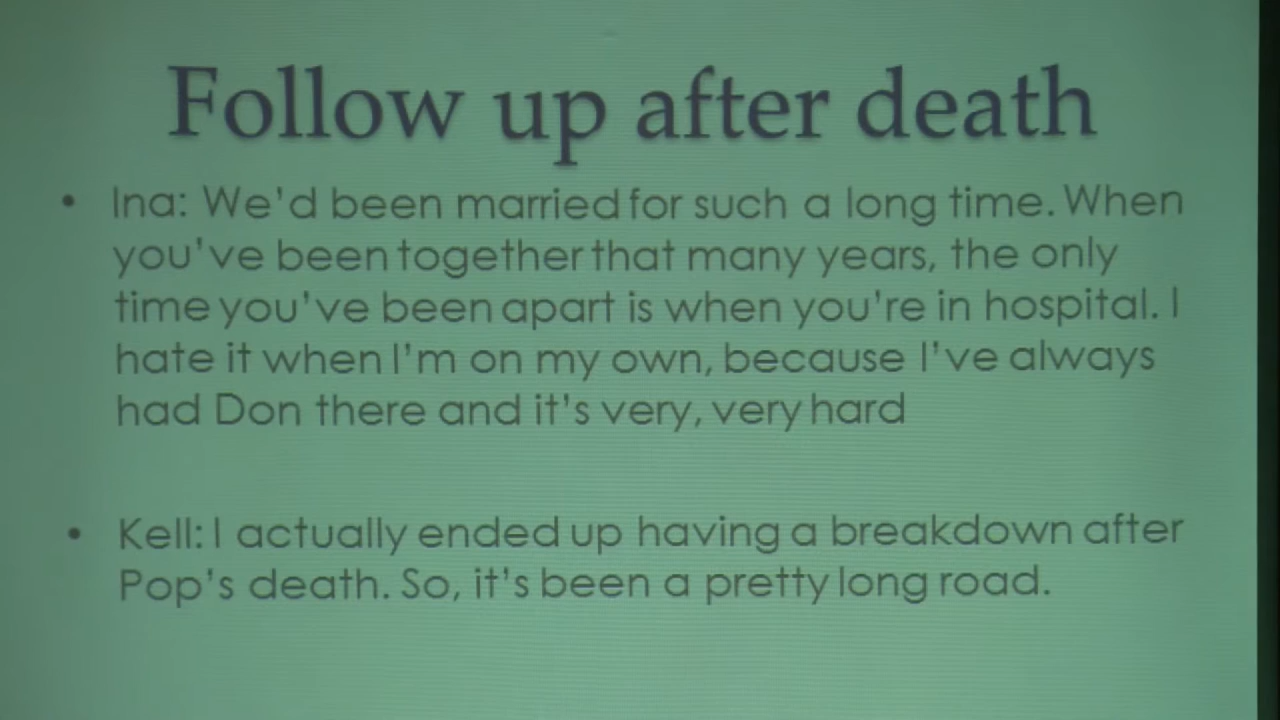 Follow up after death
• Ina: We'd been married for such a long time. When
you've been together that many years, the only
time you've been apart is when you're in hospital. I
hate it when I'm on my own, because I've always
had Don there and it's very, very hard
• Kell: I actually ended up having a breakdown after
Pop's death. So, it's been a pretty long road.